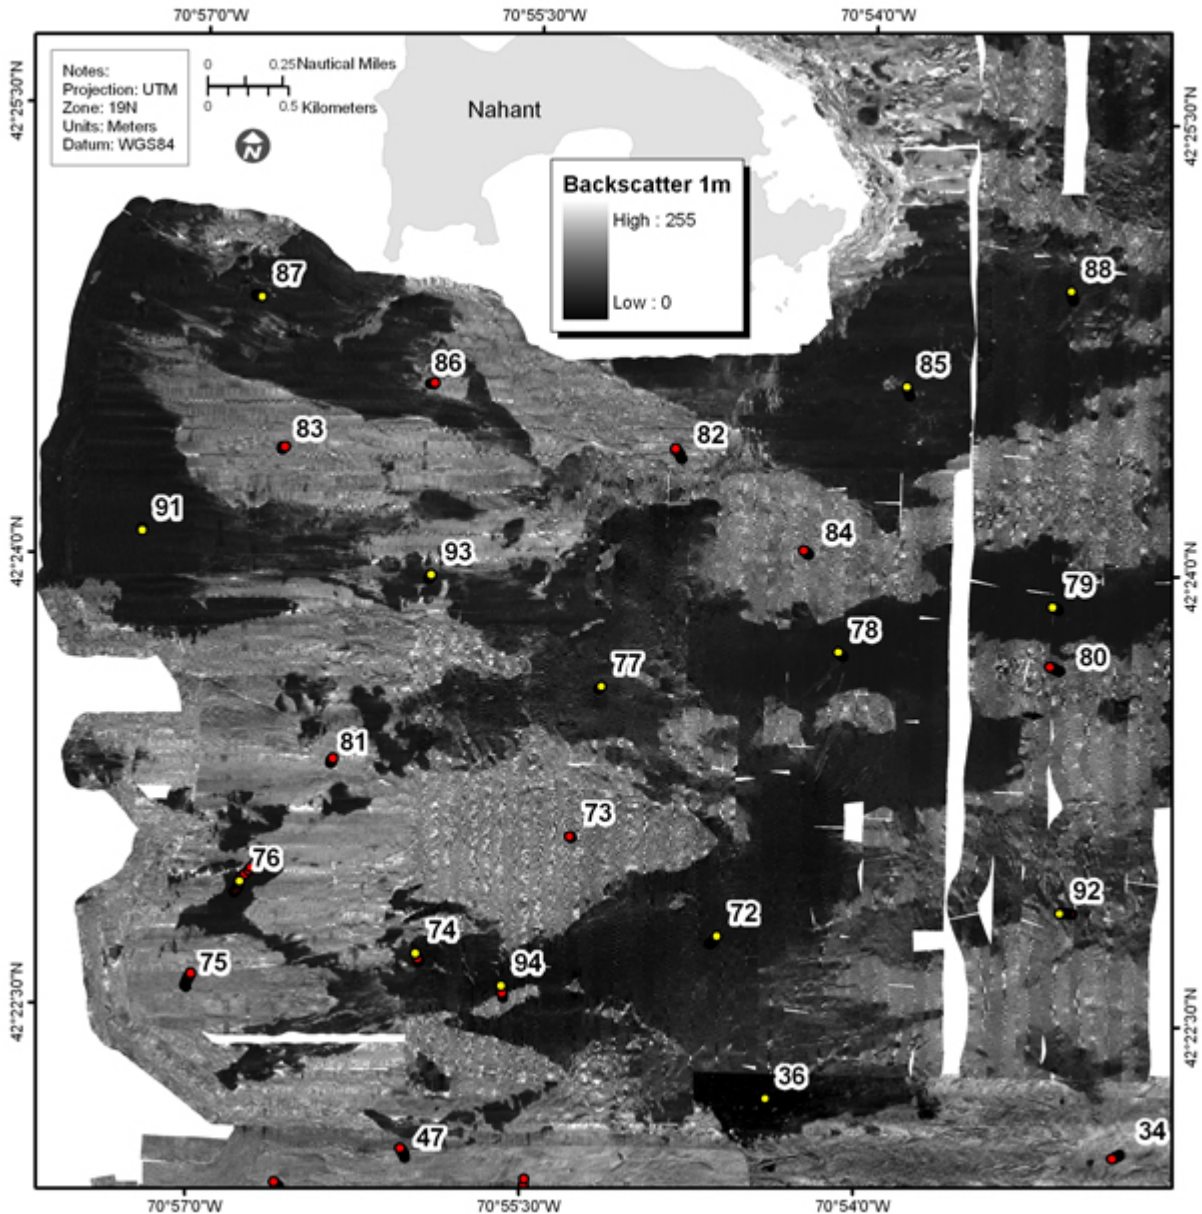 70°57'0"W 70°55'30"W 70°54'0"W
Notes:
Projection: UTM
Zone: 19N
Units: Meters
Datum: WGS84
0 0.25 Nautical Miles
0 0.5 Kilometers
N
Nahant
42°25'30"N
42°25'30"N
Backscatter 1m
High : 255
Low : 0
87
88
86
85
83
82
91
84
93
42°24'0"N
42°24'0"N
79
78
80
77
81
73
76
92
72
74
94
75
42°22'30"N
42°22'30"N
36
47
34
70°57'0"W 70°55'30"W 70°54'0"W